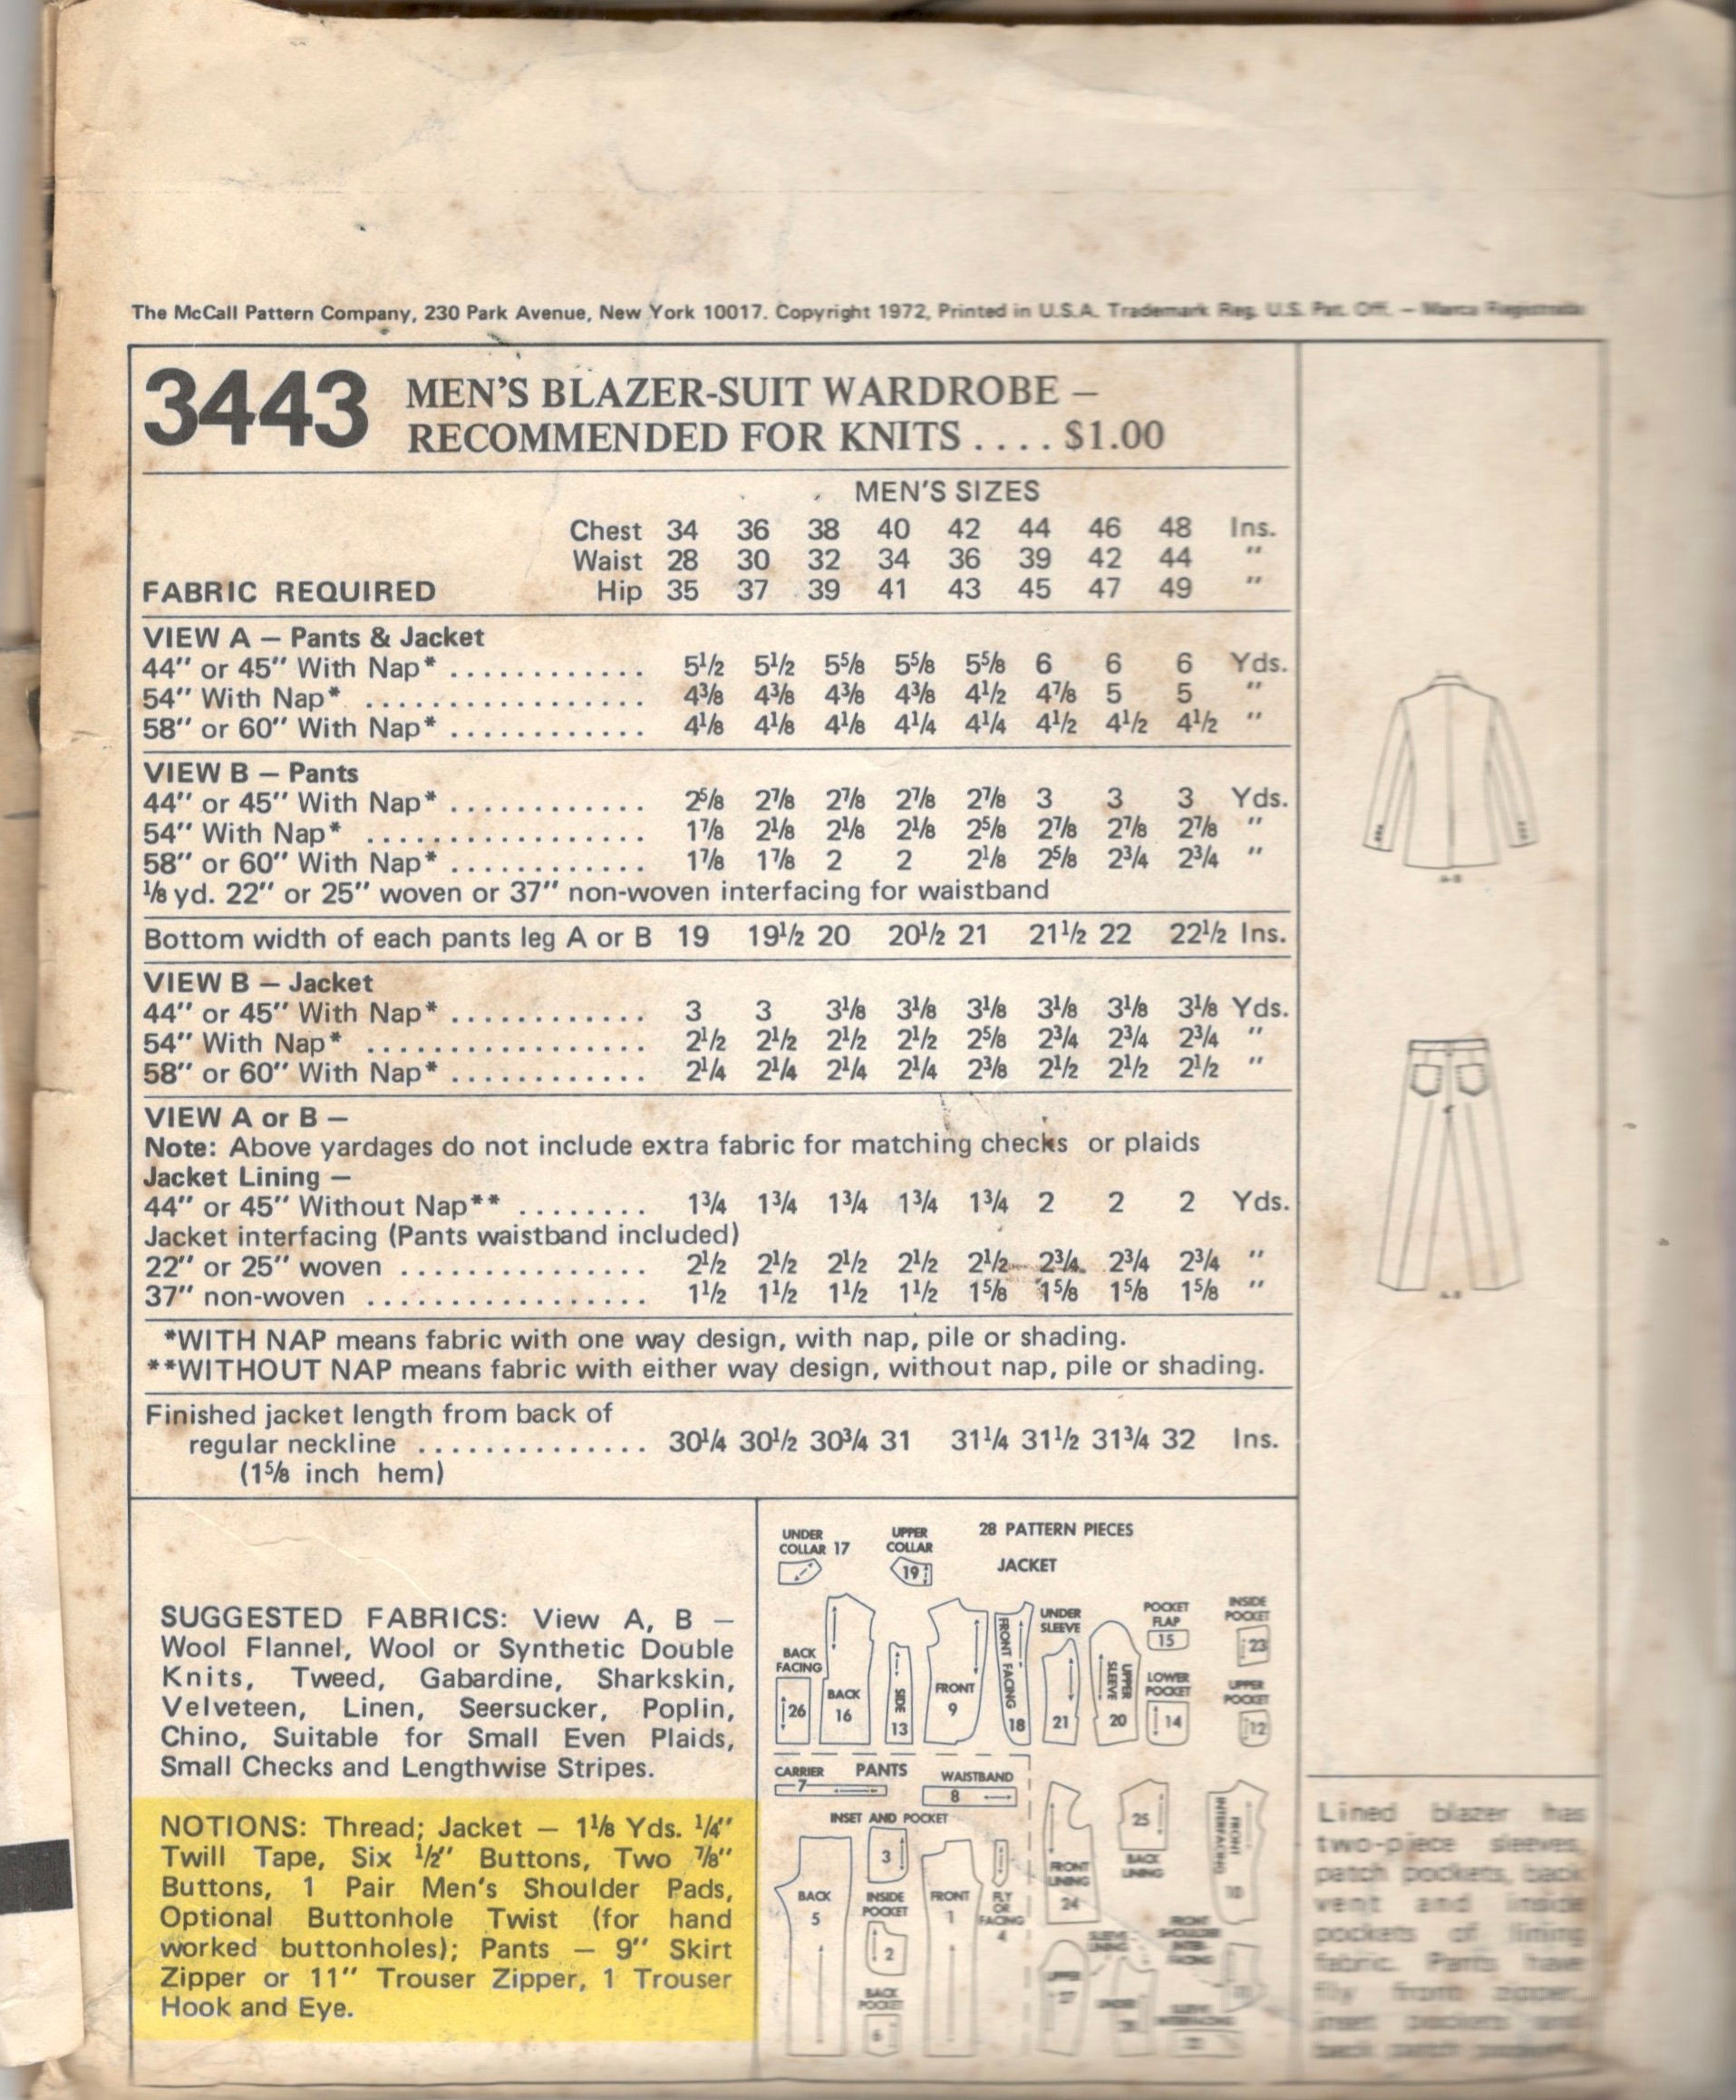 The McCall Pattern Company, 230 Park Avenue, New York 10017. Copyright 1972, Printed in U.S.A. Trademark Reg. U.S. Pat. Off. — Marca Registrada
3443 MEN'S BLAZER-SUIT WARDROBE —
RECOMMENDED FOR KNITS .... $1.00
MEN'S SIZES
Chest 34 36 38 40 42 44 46 48 Ins.
Waist 28 30 32 34 36 39 42 44 "
FABRIC REQUIRED Hip 35 37 39 41 43 45 47 49 "
VIEW A — Pants & Jacket
44" or 45" With Nap* ............. 5½ 5½ 5⅝ 5⅝ 5⅝ 6 6 6 Yds.
54" With Nap* .................. 4⅜ 4⅜ 4⅜ 4⅜ 4½ 4⅞ 5 5 "
58" or 60" With Nap* ............. 4⅛ 4⅛ 4⅛ 4¼ 4¼ 4½ 4½ 4½ "
VIEW B — Pants
44" or 45" With Nap* ............. 2⅝ 2⅞ 2⅞ 2⅞ 2⅞ 3 3 3 Yds.
54" With Nap* .................. 1⅞ 2⅛ 2⅛ 2⅛ 2⅝ 2⅞ 2⅞ 2⅞ "
58" or 60" With Nap* ............. 1⅞ 1⅞ 2 2 2⅛ 2⅝ 2¾ 2¾ "
⅛ yd. 22" or 25" woven or 37" non-woven interfacing for waistband
Bottom width of each pants leg A or B 19 19½ 20 20½ 21 21½ 22 22½ Ins.
VIEW B — Jacket
44" or 45" With Nap* ............. 3 3 3⅛ 3⅛ 3⅛ 3⅛ 3⅛ 3⅛ Yds.
54" With Nap* .................. 2½ 2½ 2½ 2½ 2⅝ 2¾ 2¾ 2¾ "
58" or 60" With Nap* ............. 2¼ 2¼ 2¼ 2¼ 2⅜ 2½ 2½ 2½ "
VIEW A or B —
Note: Above yardages do not include extra fabric for matching checks or plaids
Jacket Lining —
44" or 45" Without Nap** ........ 1¾ 1¾ 1¾ 1¾ 1¾ 2 2 2 Yds.
Jacket interfacing (Pants waistband included)
22" or 25" woven ................ 2½ 2½ 2½ 2½ 2½ 2¾ 2¾ 2¾ "
37" non-woven .................. 1½ 1½ 1½ 1½ 1⅝ 1⅝ 1⅝ 1⅝ "
*WITH NAP means fabric with one way design, with nap, pile or shading.
**WITHOUT NAP means fabric with either way design, without nap, pile or shading.
Finished jacket length from back of
regular neckline ............... 30¼ 30½ 30¾ 31 31¼ 31½ 31¾ 32 Ins.
(1⅝ inch hem)
SUGGESTED FABRICS: View A, B —
Wool Flannel, Wool or Synthetic Double
Knits, Tweed, Gabardine, Sharkskin,
Velveteen, Linen, Seersucker, Poplin,
Chino, Suitable for Small Even Plaids,
Small Checks and Lengthwise Stripes.
NOTIONS: Thread; Jacket — 1⅛ Yds. ¼"
Twill Tape, Six ½" Buttons, Two ⅞"
Buttons, 1 Pair Men's Shoulder Pads,
Optional Buttonhole Twist (for hand
worked buttonholes); Pants — 9" Skirt
Zipper or 11" Trouser Zipper, 1 Trouser
Hook and Eye.
28 PATTERN PIECES
JACKET
UNDER
COLLAR 17
UPPER
COLLAR
19
BACK
FACING
26
BACK
16
SIDE
13
FRONT
9
FRONT FACING
18
UNDER
SLEEVE
21
UPPER
SLEEVE
20
POCKET
FLAP
15
LOWER
POCKET
14
INSIDE
POCKET
23
UPPER
POCKET
12
PANTS
CARRIER
7
WAISTBAND
8
INSET AND POCKET
3
BACK
5
INSIDE
POCKET
2
BACK
POCKET
6
FRONT
1
FLY
OR
FACING
4
FRONT
LINING
24
25
BACK
LINING
FRONT
INTERFACING
10
UPPER
27
Lined blazer has
two-piece sleeves,
patch pockets, back
vent and inside
pockets of lining
fabric. Pants have
fly front zipper,
inset pockets and
back patch pockets.